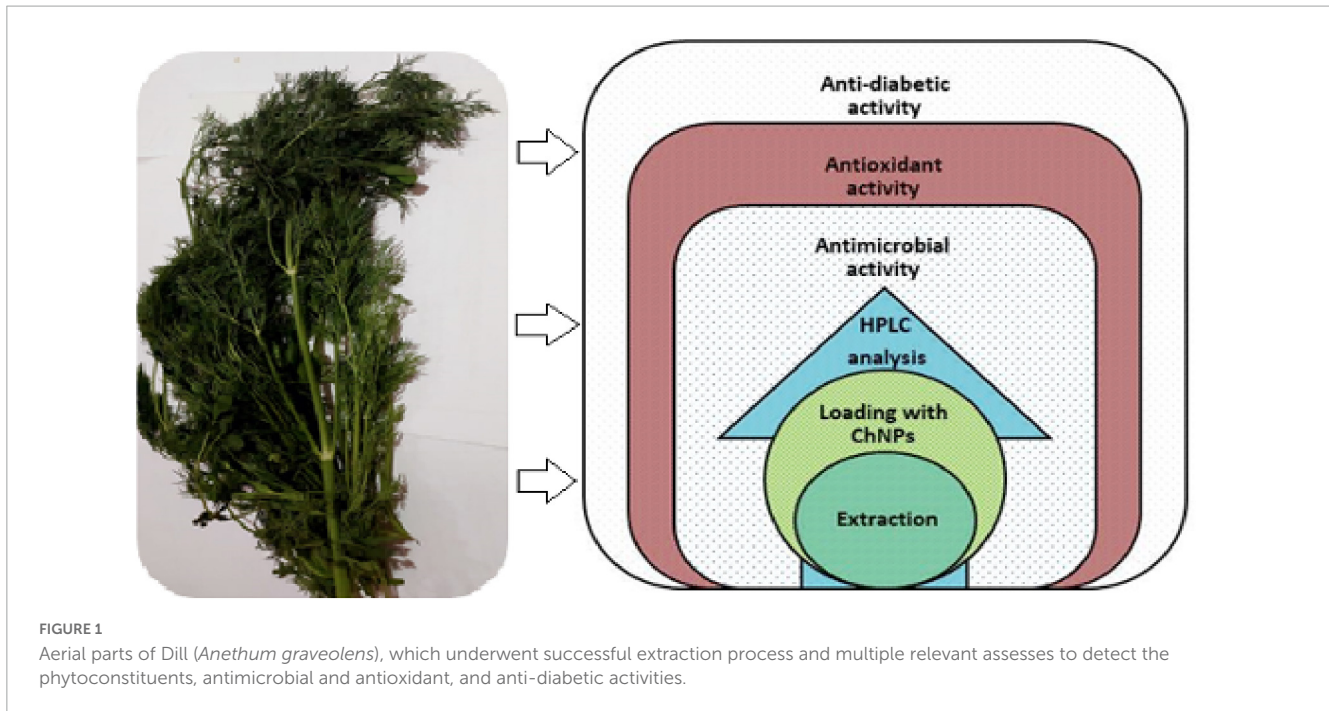 Anti-diabetic
activity
Antioxidant
activity
Antimicrobial
activity
HPLC
analysis
Loading with
ChNPs
Extraction
FIGURE 1
Aerial parts of Dill (Anethum graveolens), which underwent successful extraction process and multiple relevant assesses to detect the
phytoconstituents, antimicrobial and antioxidant, and anti-diabetic activities.